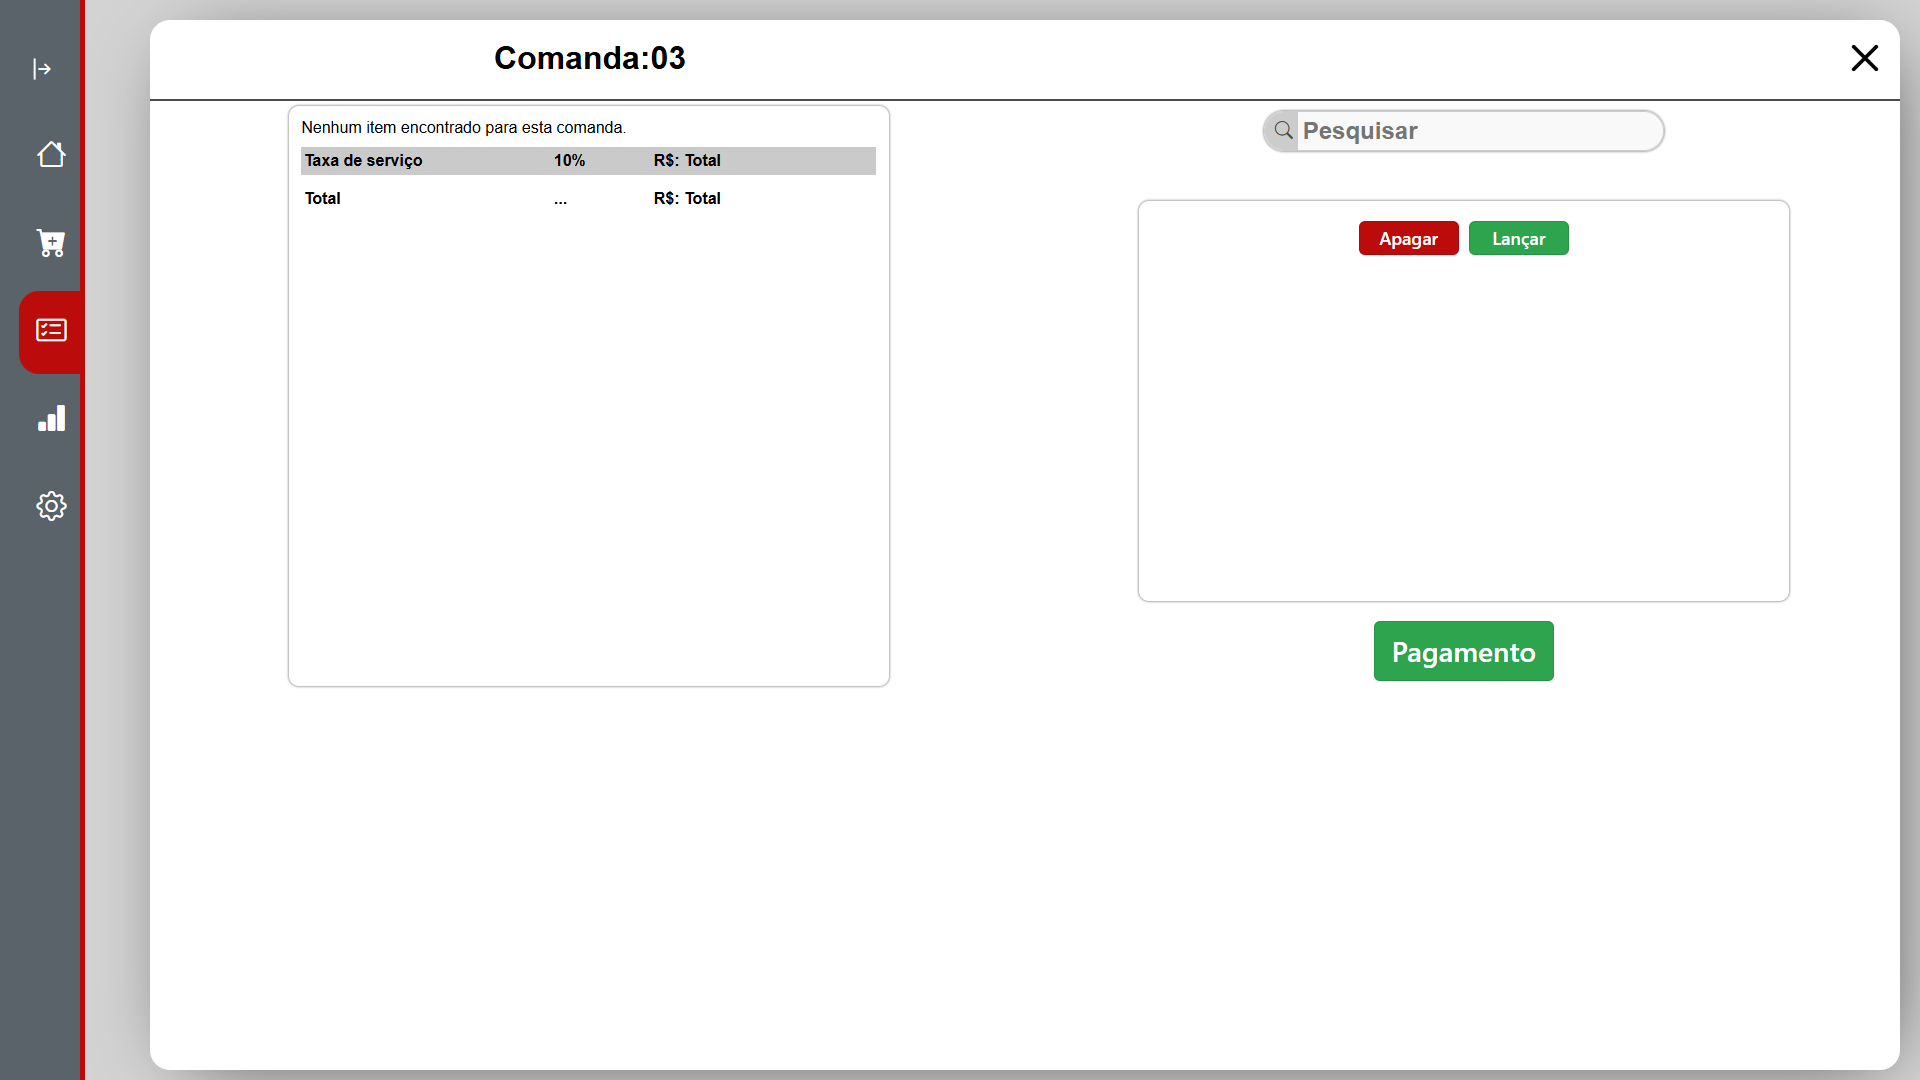 Comanda:03
Nenhum item encontrado para esta comanda.
Taxa de serviço 10% R$: Total
Total ... R$: Total
Pesquisar
Apagar Lançar
Pagamento